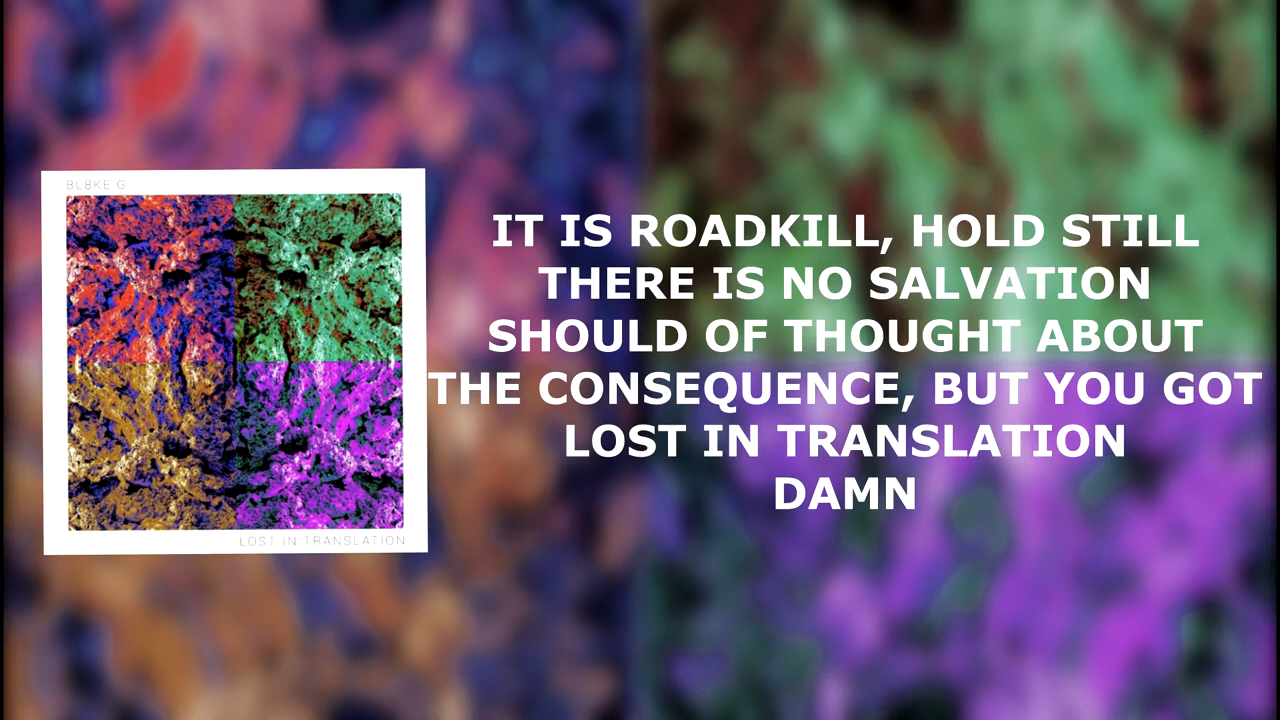 BL8KE G
IT IS ROADKILL, HOLD STILL
THERE IS NO SALVATION
SHOULD OF THOUGHT ABOUT
THE CONSEQUENCE, BUT YOU GOT
LOST IN TRANSLATION
DAMN
LOST IN TRANSLATION